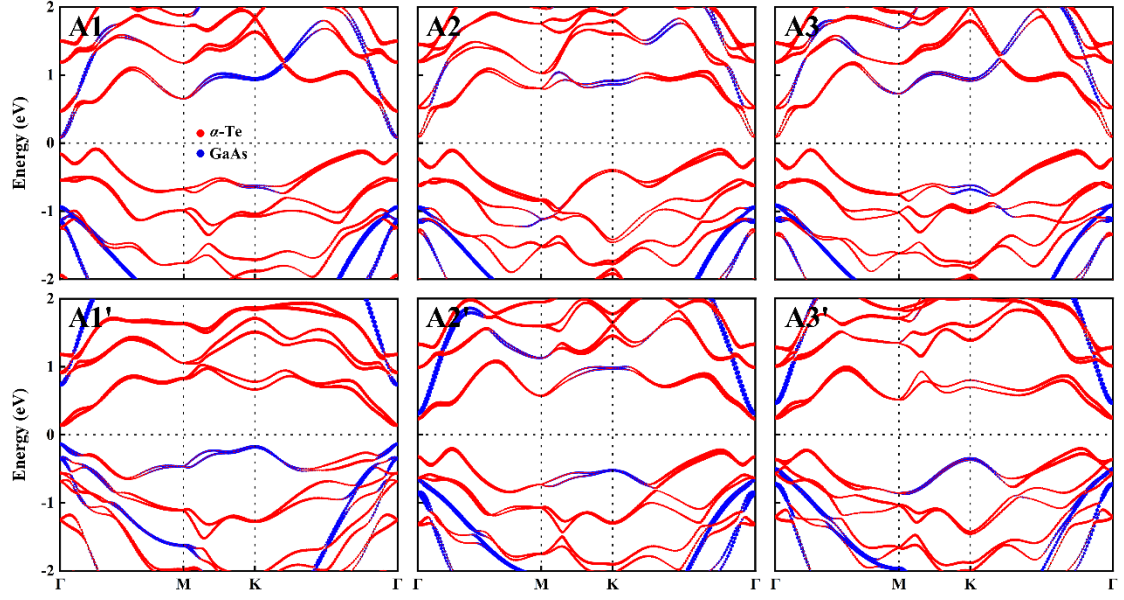 A1
A2
A3
2
1
0
-1
-2
Energy (eV)
α-Te
GaAs
A1'
A2'
A3'
2
1
0
-1
-2
Energy (eV)
Γ M K Γ M K Γ M K Γ